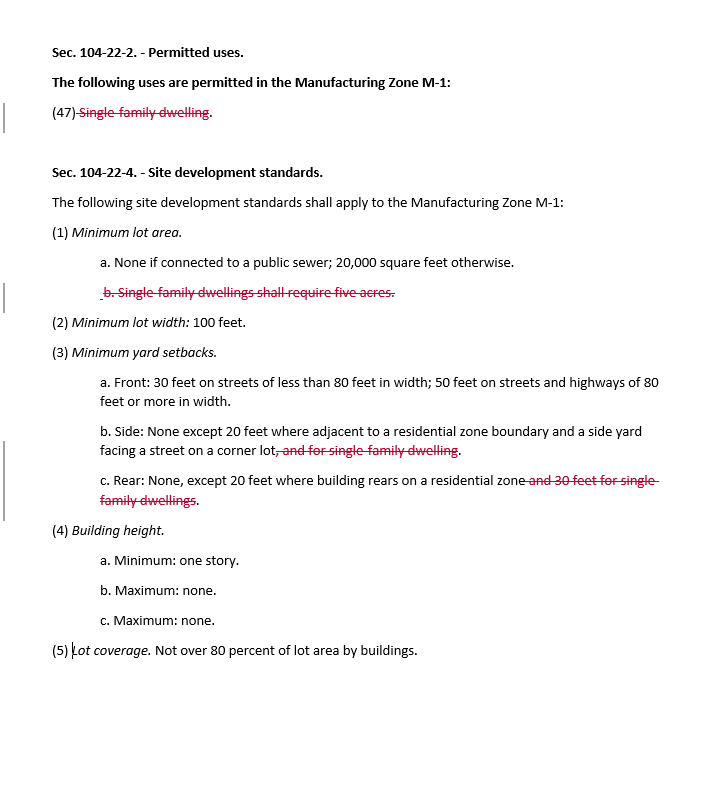 Sec. 104-22-2. - Permitted uses.
The following uses are permitted in the Manufacturing Zone M-1:
(47) Single-family dwelling.
Sec. 104-22-4. - Site development standards.
The following site development standards shall apply to the Manufacturing Zone M-1:
(1) Minimum lot area.
a. None if connected to a public sewer; 20,000 square feet otherwise.
b. Single-family dwellings shall require five acres.
(2) Minimum lot width: 100 feet.
(3) Minimum yard setbacks.
a. Front: 30 feet on streets of less than 80 feet in width; 50 feet on streets and highways of 80
feet or more in width.
b. Side: None except 20 feet where adjacent to a residential zone boundary and a side yard
facing a street on a corner lot, and for single-family dwelling.
c. Rear: None, except 20 feet where building rears on a residential zone and 30 feet for single-
family dwellings.
(4) Building height.
a. Minimum: one story.
b. Maximum: none.
c. Maximum: none.
(5) Lot coverage. Not over 80 percent of lot area by buildings.